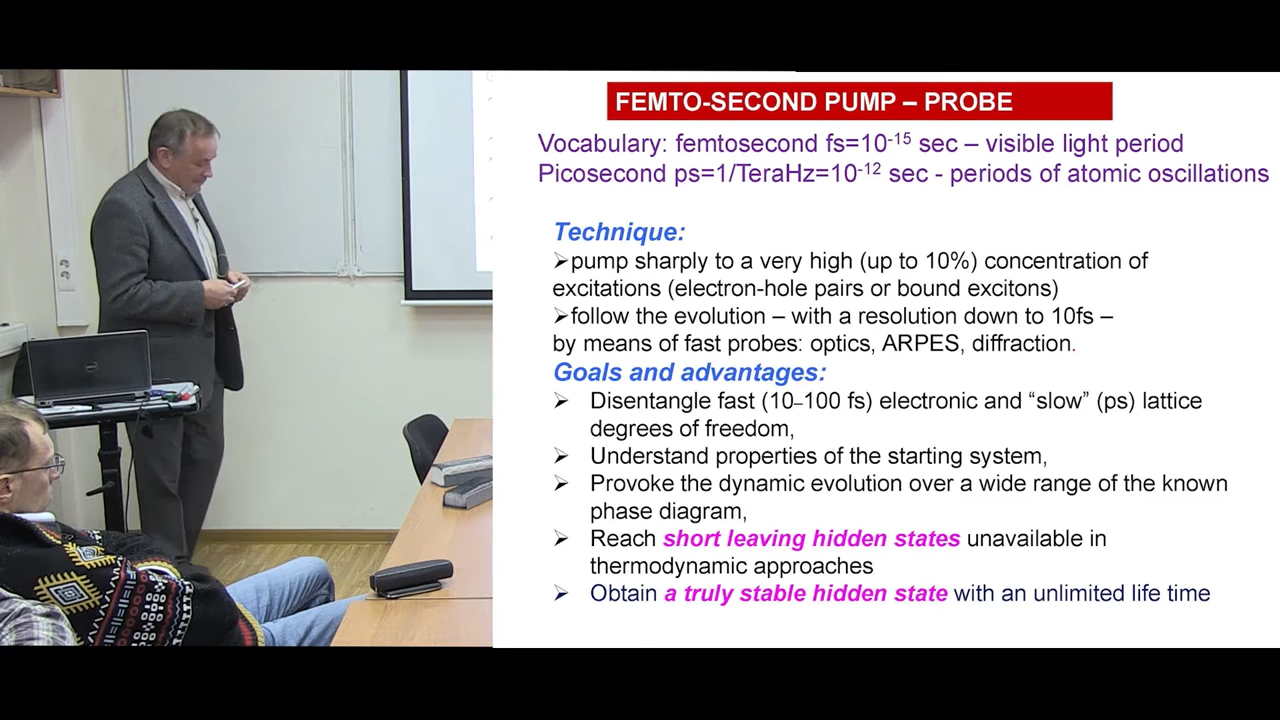 FEMTO-SECOND PUMP – PROBE
Vocabulary: femtosecond fs=10⁻¹⁵ sec – visible light period
Picosecond ps=1/TeraHz=10⁻¹² sec - periods of atomic oscillations
Technique:
➢pump sharply to a very high (up to 10%) concentration of
excitations (electron-hole pairs or bound excitons)
➢follow the evolution – with a resolution down to 10fs –
by means of fast probes: optics, ARPES, diffraction.
Goals and advantages:
➢ Disentangle fast (10–100 fs) electronic and “slow” (ps) lattice
degrees of freedom,
➢ Understand properties of the starting system,
➢ Provoke the dynamic evolution over a wide range of the known
phase diagram,
➢ Reach short leaving hidden states unavailable in
thermodynamic approaches
➢ Obtain a truly stable hidden state with an unlimited life time